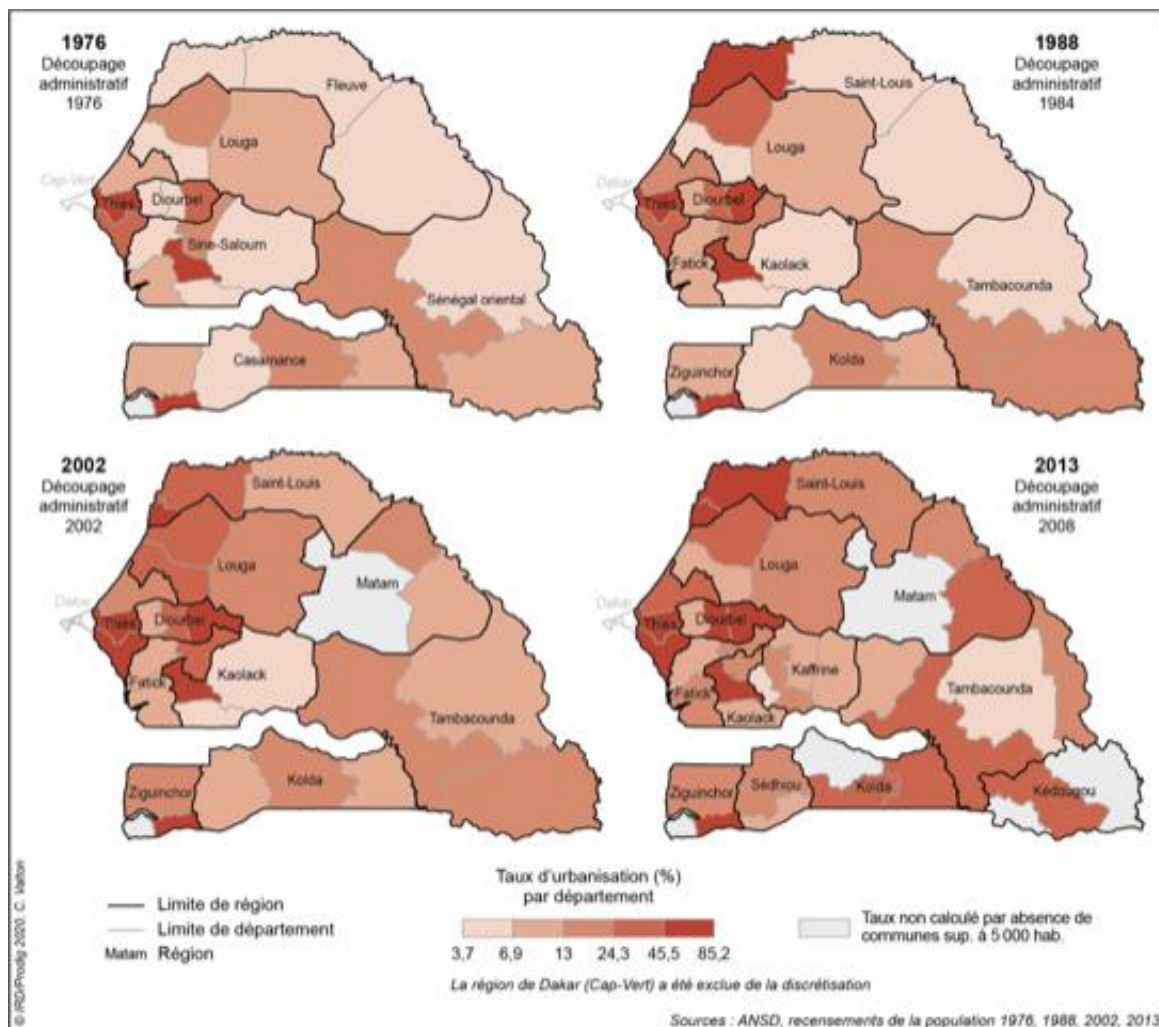 1976
Découpage
administratif
1976
Fleuve
Louga
Cap-Vert
Thiès
Diourbel
Sine-Saloum
Sénégal oriental
Casamance
1988
Découpage
administratif
1984
Saint-Louis
Louga
Dakar
Thiès
Diourbel
Fatick
Kaolack
Tambacounda
Kolda
Ziguinchor
2002
Découpage
administratif
2002
Saint-Louis
Louga
Matam
Dakar
Thiès
Diourbel
Fatick
Kaolack
Tambacounda
Kolda
Ziguinchor
2013
Découpage
administratif
2008
Saint-Louis
Louga
Matam
Dakar
Thiès
Diourbel
Kaffrine
Fatick
Kaolack
Tambacounda
Ziguinchor
Sédhiou
Kolda
Kédougou
Limite de région
Limite de département
Matam Région
Taux d'urbanisation (%)
par département
3,7 6,9 13 24,3 45,5 85,2
Taux non calculé par absence de
communes sup. à 5 000 hab.
La région de Dakar (Cap-Vert) a été exclue de la discrétisation
Sources : ANSD, recensements de la population 1976, 1988, 2002, 2013
© IRD/Prodig 2020, C. Valton